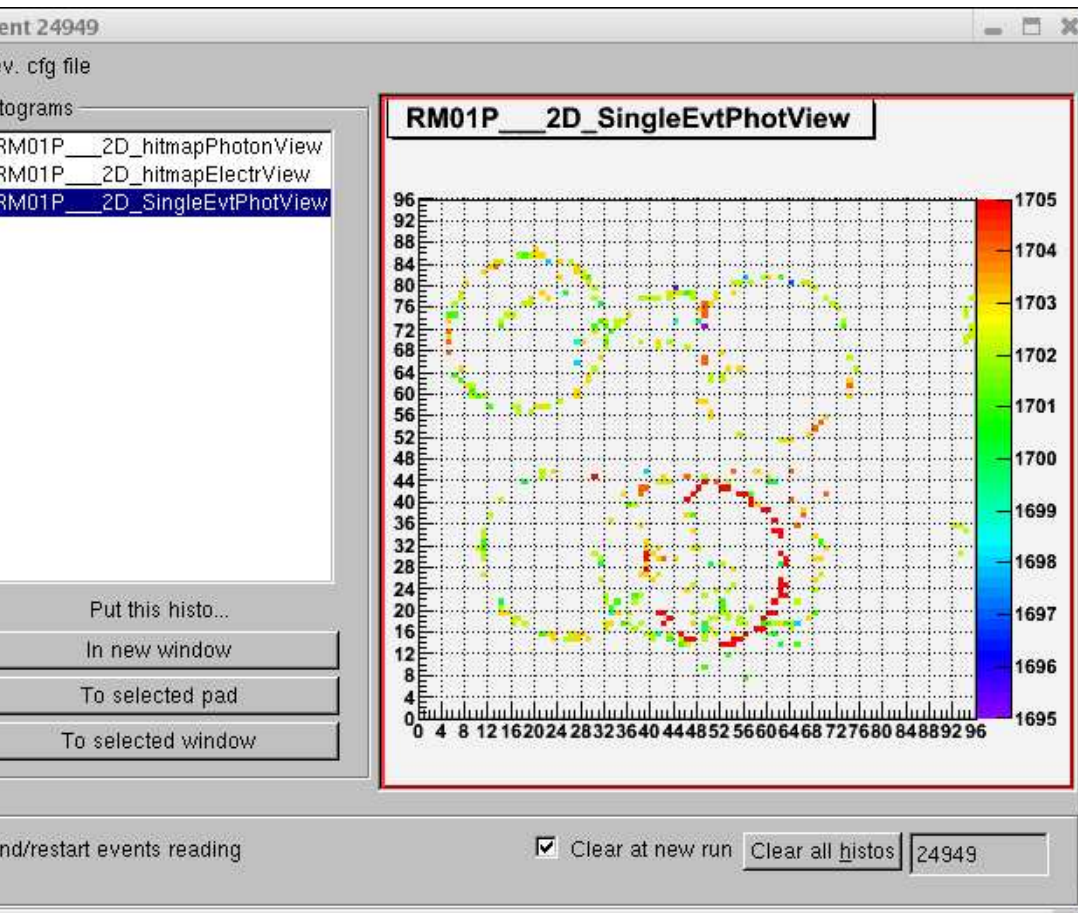 ent 24949
v. cfg file
tograms
RM01P___2D_hitmapPhotonView
RM01P___2D_hitmapElectrView
RM01P___2D_SingleEvtPhotView
Put this histo...
In new window
To selected pad
To selected window
RM01P___2D_SingleEvtPhotView
96
92
88
84
80
76
72
68
64
60
56
52
48
44
40
36
32
28
24
20
16
12
8
4
0
0 4 8 12 16 20 24 28 32 36 40 44 48 52 56 60 64 68 72 76 80 84 88 92 96
1705
1704
1703
1702
1701
1700
1699
1698
1697
1696
1695
nd/restart events reading
Clear at new run
Clear all histos
24949